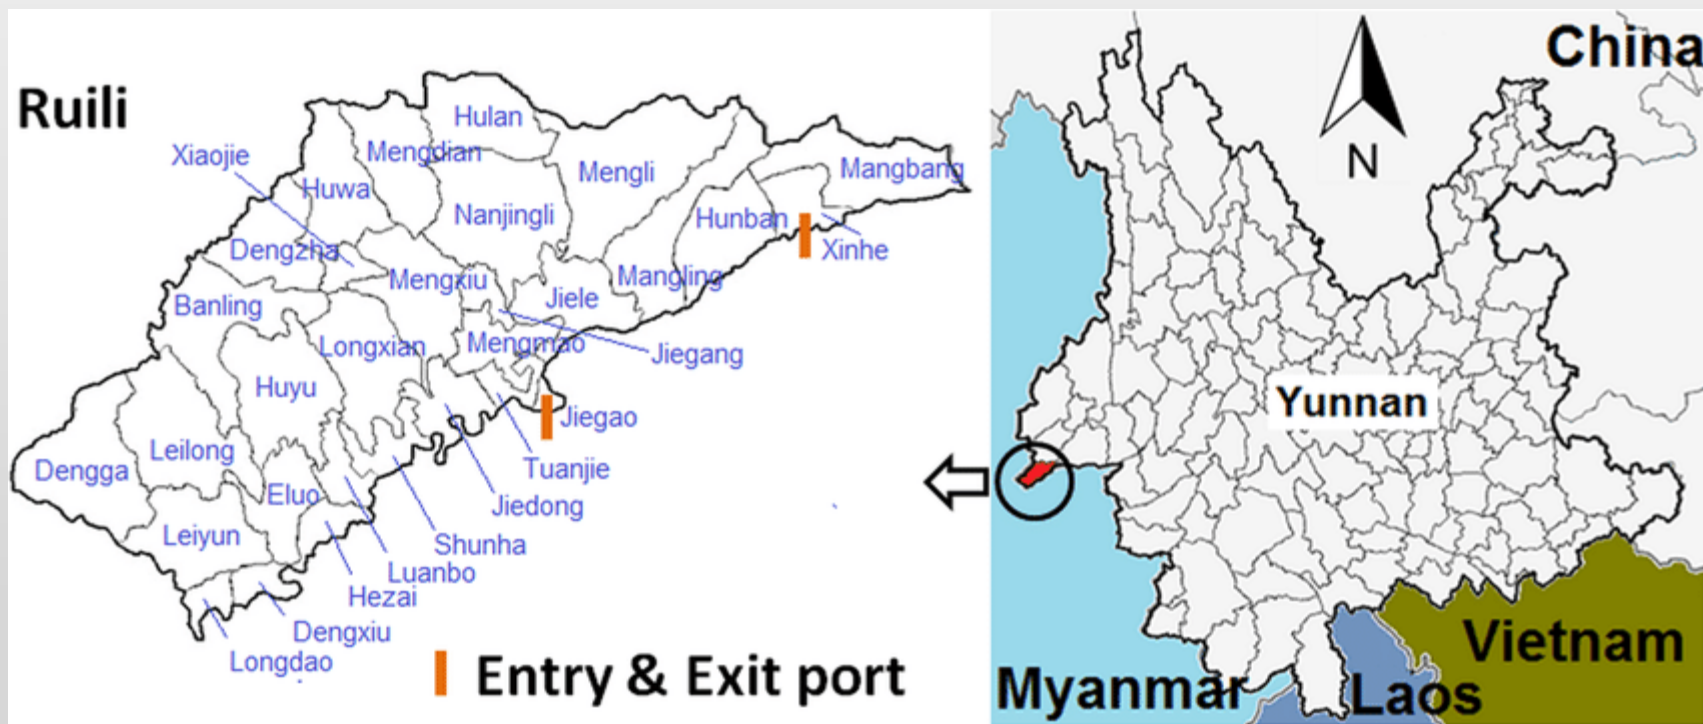 Ruili
Hulan
Xiaojie
Mengdian
Mengli
Mangbang
Huwa
Nanjingli
Hunban
Dengzha
Xinhe
Mengxiu
Mangling
Banling
Jiele
Longxian
Mengmao
Jiegang
Huyu
Jiegao
Leilong
Dengga
Tuanjie
Eluo
Jiedong
Leiyun
Shunha
Luanbo
Hezai
Dengxiu
Longdao
Entry & Exit port
China
N
Yunnan
Vietnam
Myanmar
Laos